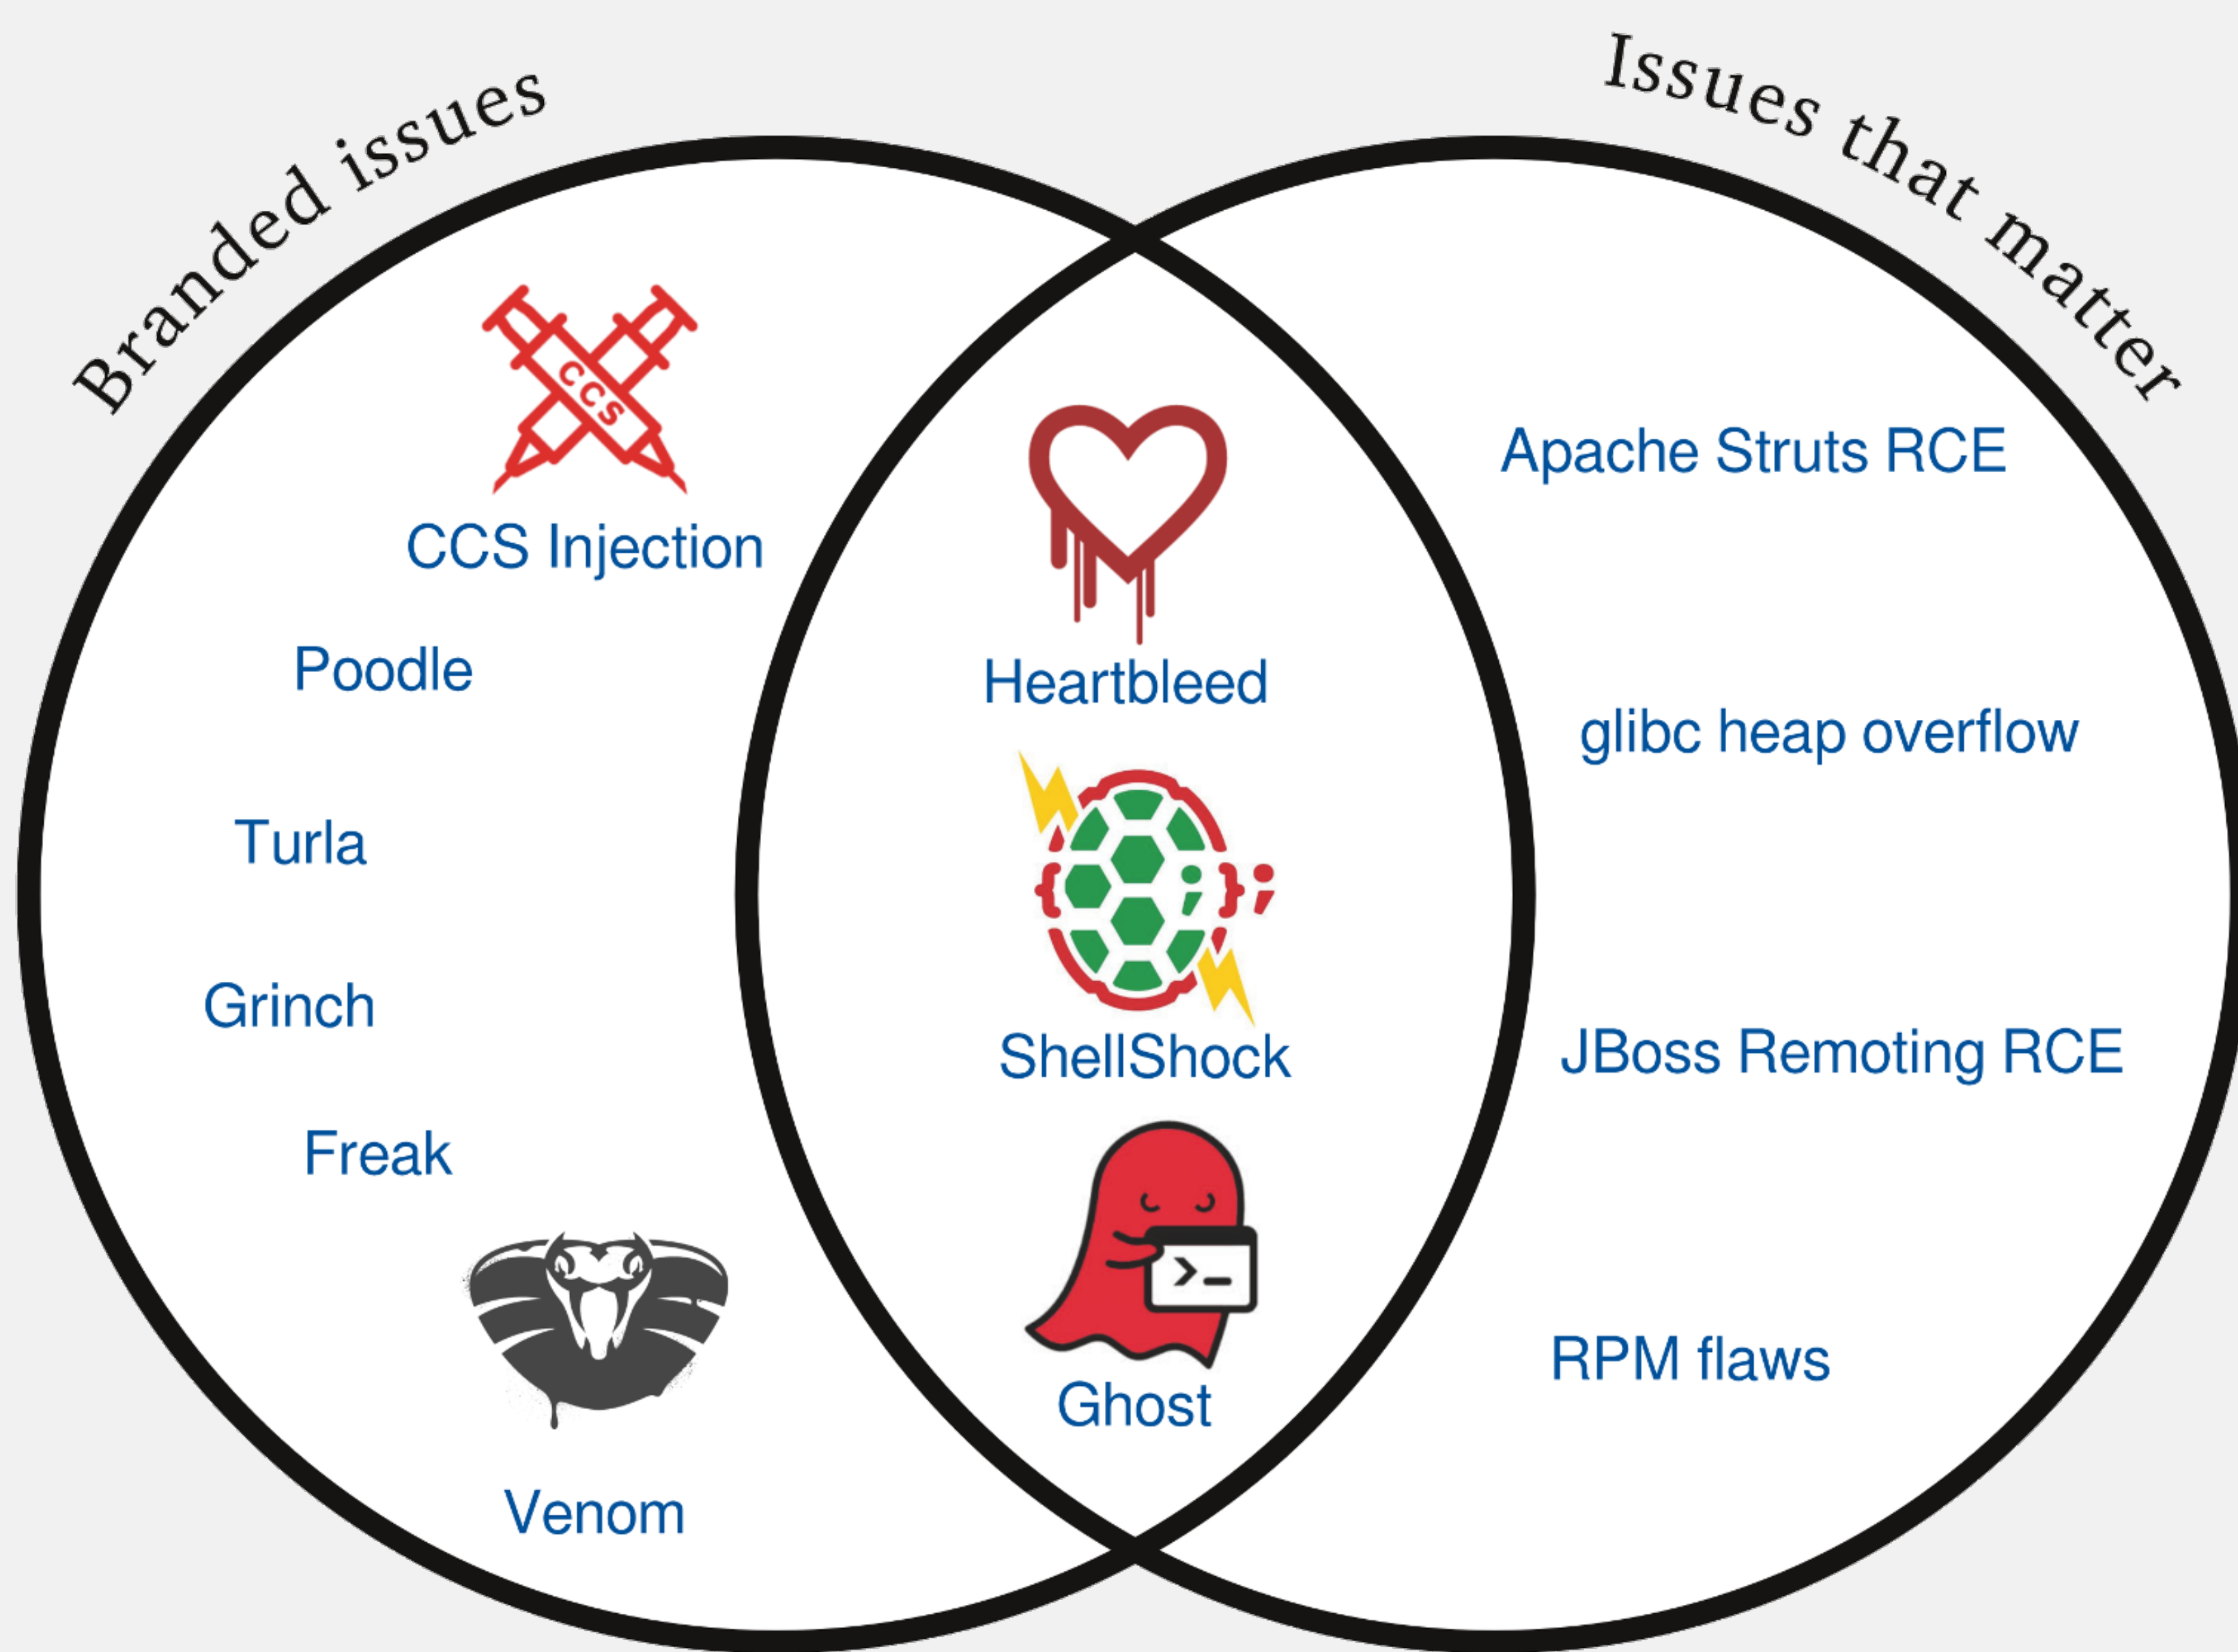 Branded issues
Issues that matter
CCS
CCS Injection
Poodle
Turla
Grinch
Freak
Venom
Heartbleed
{ ; };
ShellShock
>_
Ghost
Apache Struts RCE
glibc heap overflow
JBoss Remoting RCE
RPM flaws